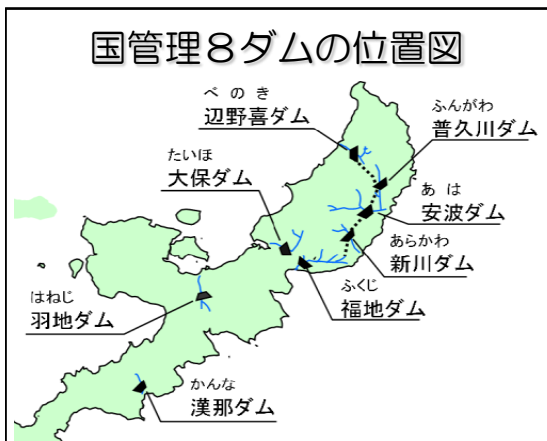 国管理８ダムの位置図
べのき
辺野喜ダム
ふんがわ
普久川ダム
たいほ
大保ダム
あは
安波ダム
あらかわ
新川ダム
ふくじ
福地ダム
はねじ
羽地ダム
かんな
漢那ダム